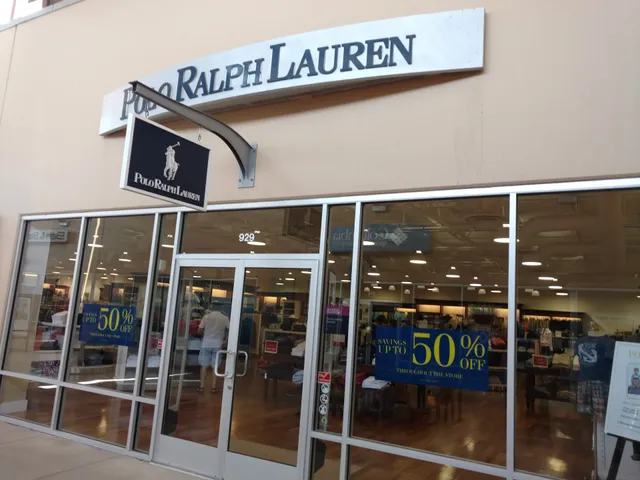 POLO RALPH LAUREN
POLO RALPH LAUREN
929
SAVINGS
UP TO
50%
OFF
SAVINGS
UP TO
50%
OFF
THROUGHOUT THE STORE